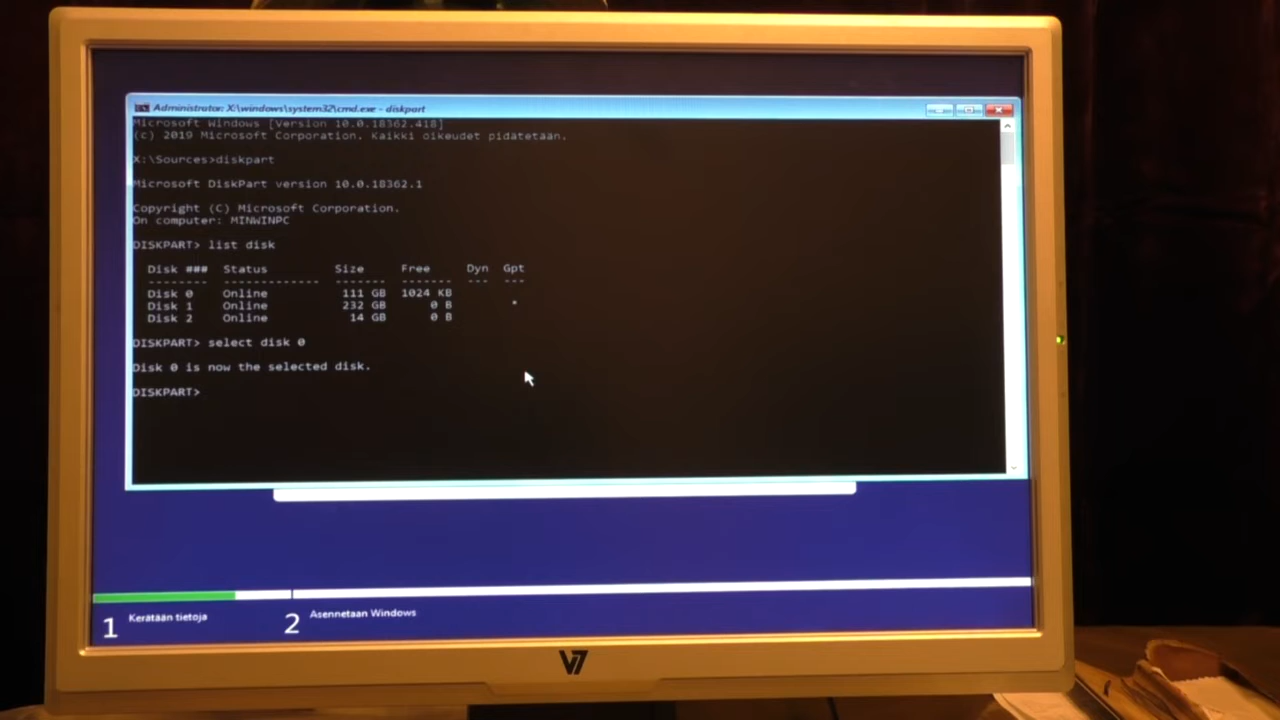 Administrator: X:\windows\system32\cmd.exe - diskpart
Microsoft Windows [Version 10.0.18362.418]
(c) 2019 Microsoft Corporation. Kaikki oikeudet pidätetään.
X:\Sources>diskpart
Microsoft DiskPart version 10.0.18362.1
Copyright (C) Microsoft Corporation.
On computer: MINWINPC
DISKPART> list disk
Disk ### Status Size Free Dyn Gpt
-------- ------------- ------- ------- --- ---
Disk 0 Online 111 GB 1024 KB
Disk 1 Online 232 GB 0 B *
Disk 2 Online 14 GB 0 B
DISKPART> select disk 0
Disk 0 is now the selected disk.
DISKPART>
1 Kerätään tietoja 2 Asennetaan Windows
V7